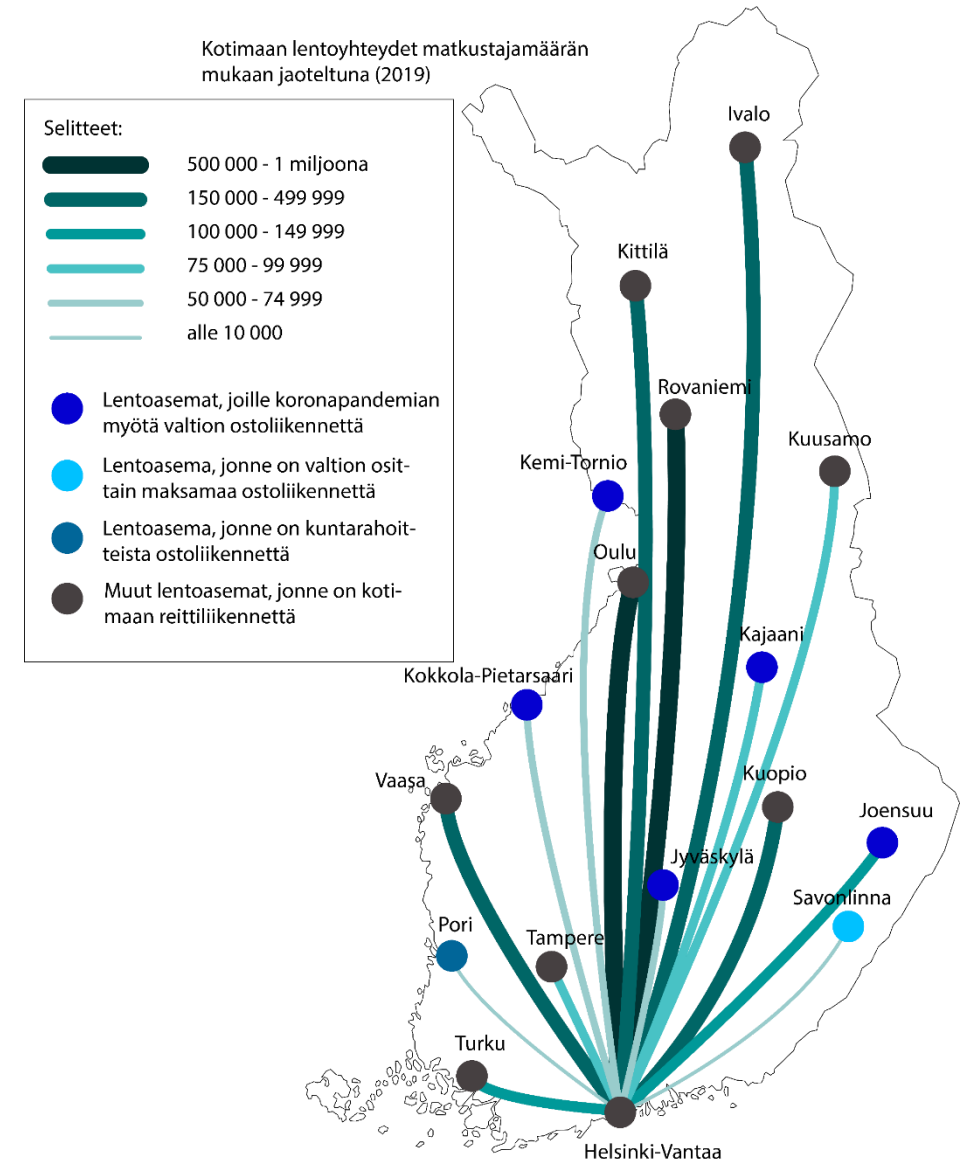 Kotimaan lentoyhteydet matkustajamäärän
mukaan jaoteltuna (2019)
Selitteet:
500 000 - 1 miljoona
150 000 - 499 999
100 000 - 149 999
75 000 - 99 999
50 000 - 74 999
alle 10 000
Lentoasemat, joille koronapandemian
myötä valtion ostoliikennettä
Lentoasema, jonne on valtion osit-
tain maksamaa ostoliikennettä
Lentoasema, jonne on kuntarahoit-
teista ostoliikennettä
Muut lentoasemat, jonne on koti-
maan reittiliikennettä
Ivalo
Kittilä
Rovaniemi
Kuusamo
Kemi-Tornio
Oulu
Kajaani
Kokkola-Pietarsaari
Vaasa
Kuopio
Joensuu
Jyväskylä
Savonlinna
Pori
Tampere
Turku
Helsinki-Vantaa